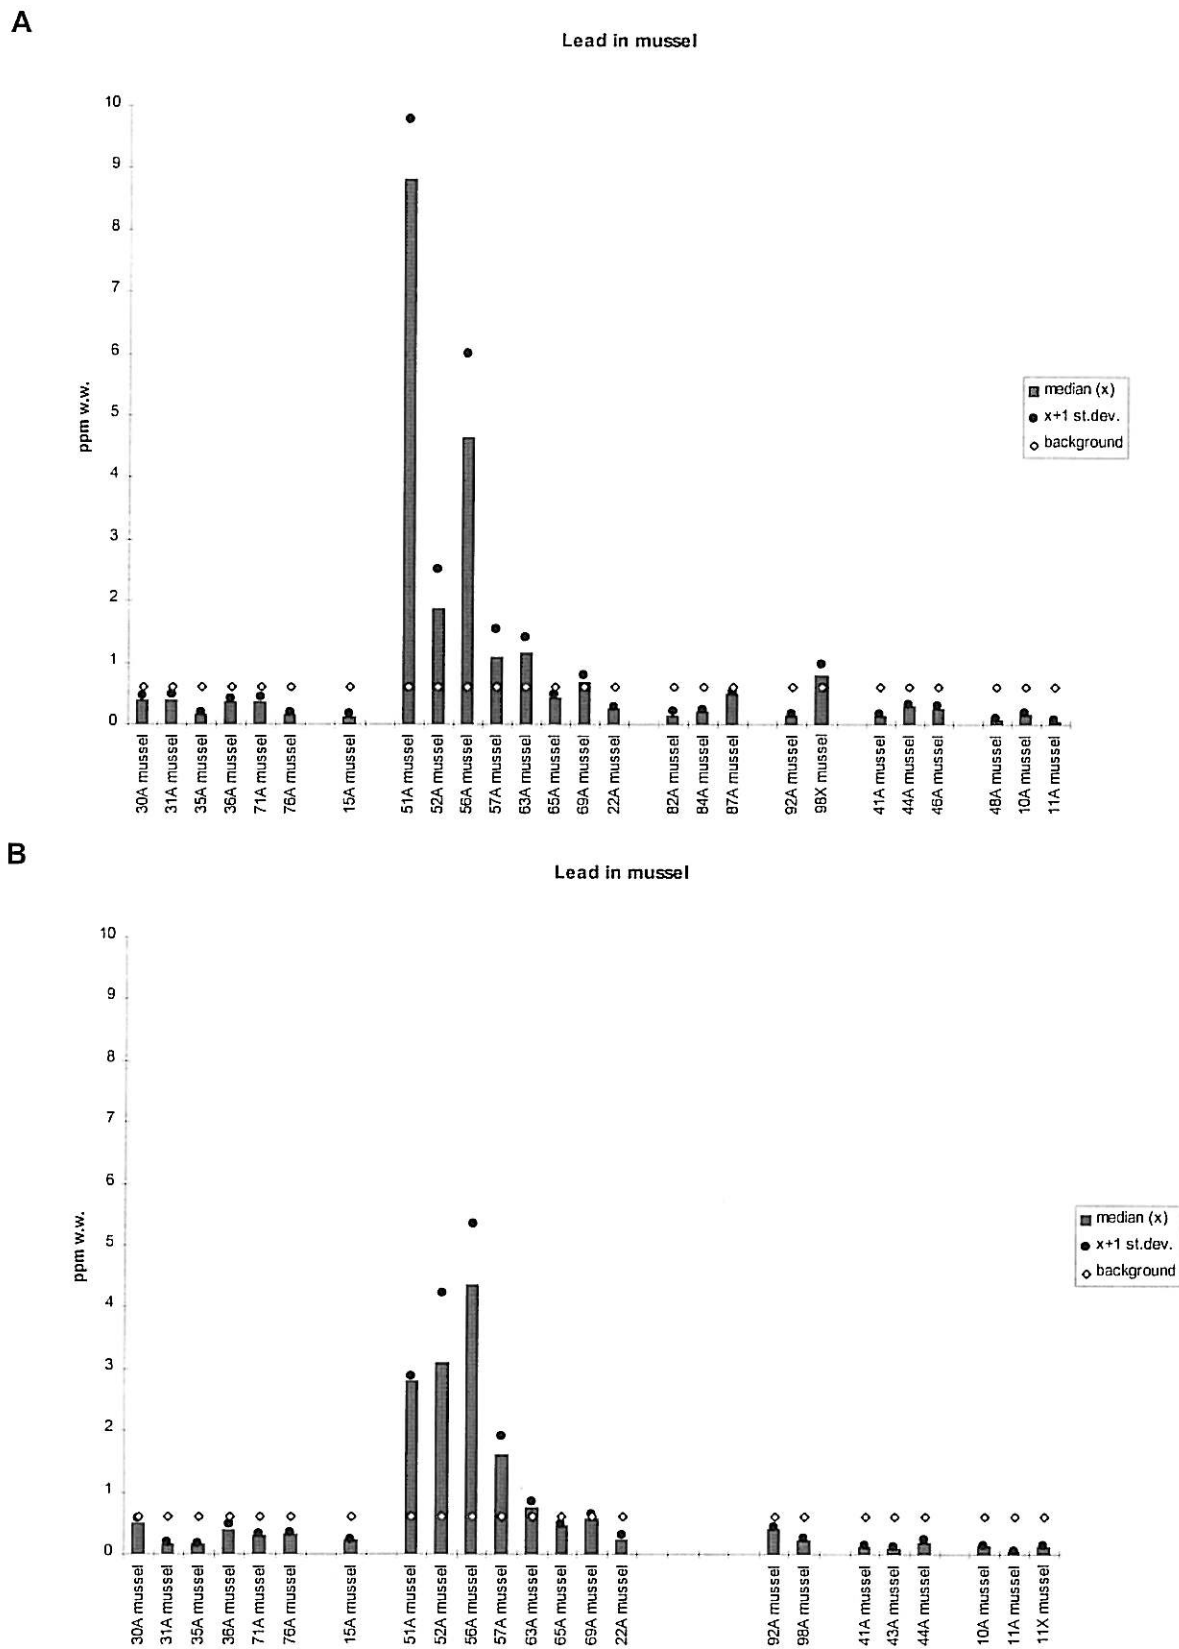 A
Lead in mussel
10
9
8
7
6
5
4
3
2
1
0
ppm w.w.
median (x)
x+1 st.dev.
background
30A mussel
31A mussel
35A mussel
36A mussel
71A mussel
76A mussel
15A mussel
51A mussel
52A mussel
56A mussel
57A mussel
63A mussel
65A mussel
69A mussel
22A mussel
82A mussel
84A mussel
87A mussel
92A mussel
98X mussel
41A mussel
44A mussel
46A mussel
48A mussel
10A mussel
11A mussel
B
Lead in mussel
10
9
8
7
6
5
4
3
2
1
0
ppm w.w.
median (x)
x+1 st.dev.
background
30A mussel
31A mussel
35A mussel
36A mussel
71A mussel
76A mussel
15A mussel
51A mussel
52A mussel
56A mussel
57A mussel
63A mussel
65A mussel
69A mussel
22A mussel
92A mussel
98A mussel
41A mussel
43A mussel
44A mussel
10A mussel
11A mussel
11X mussel